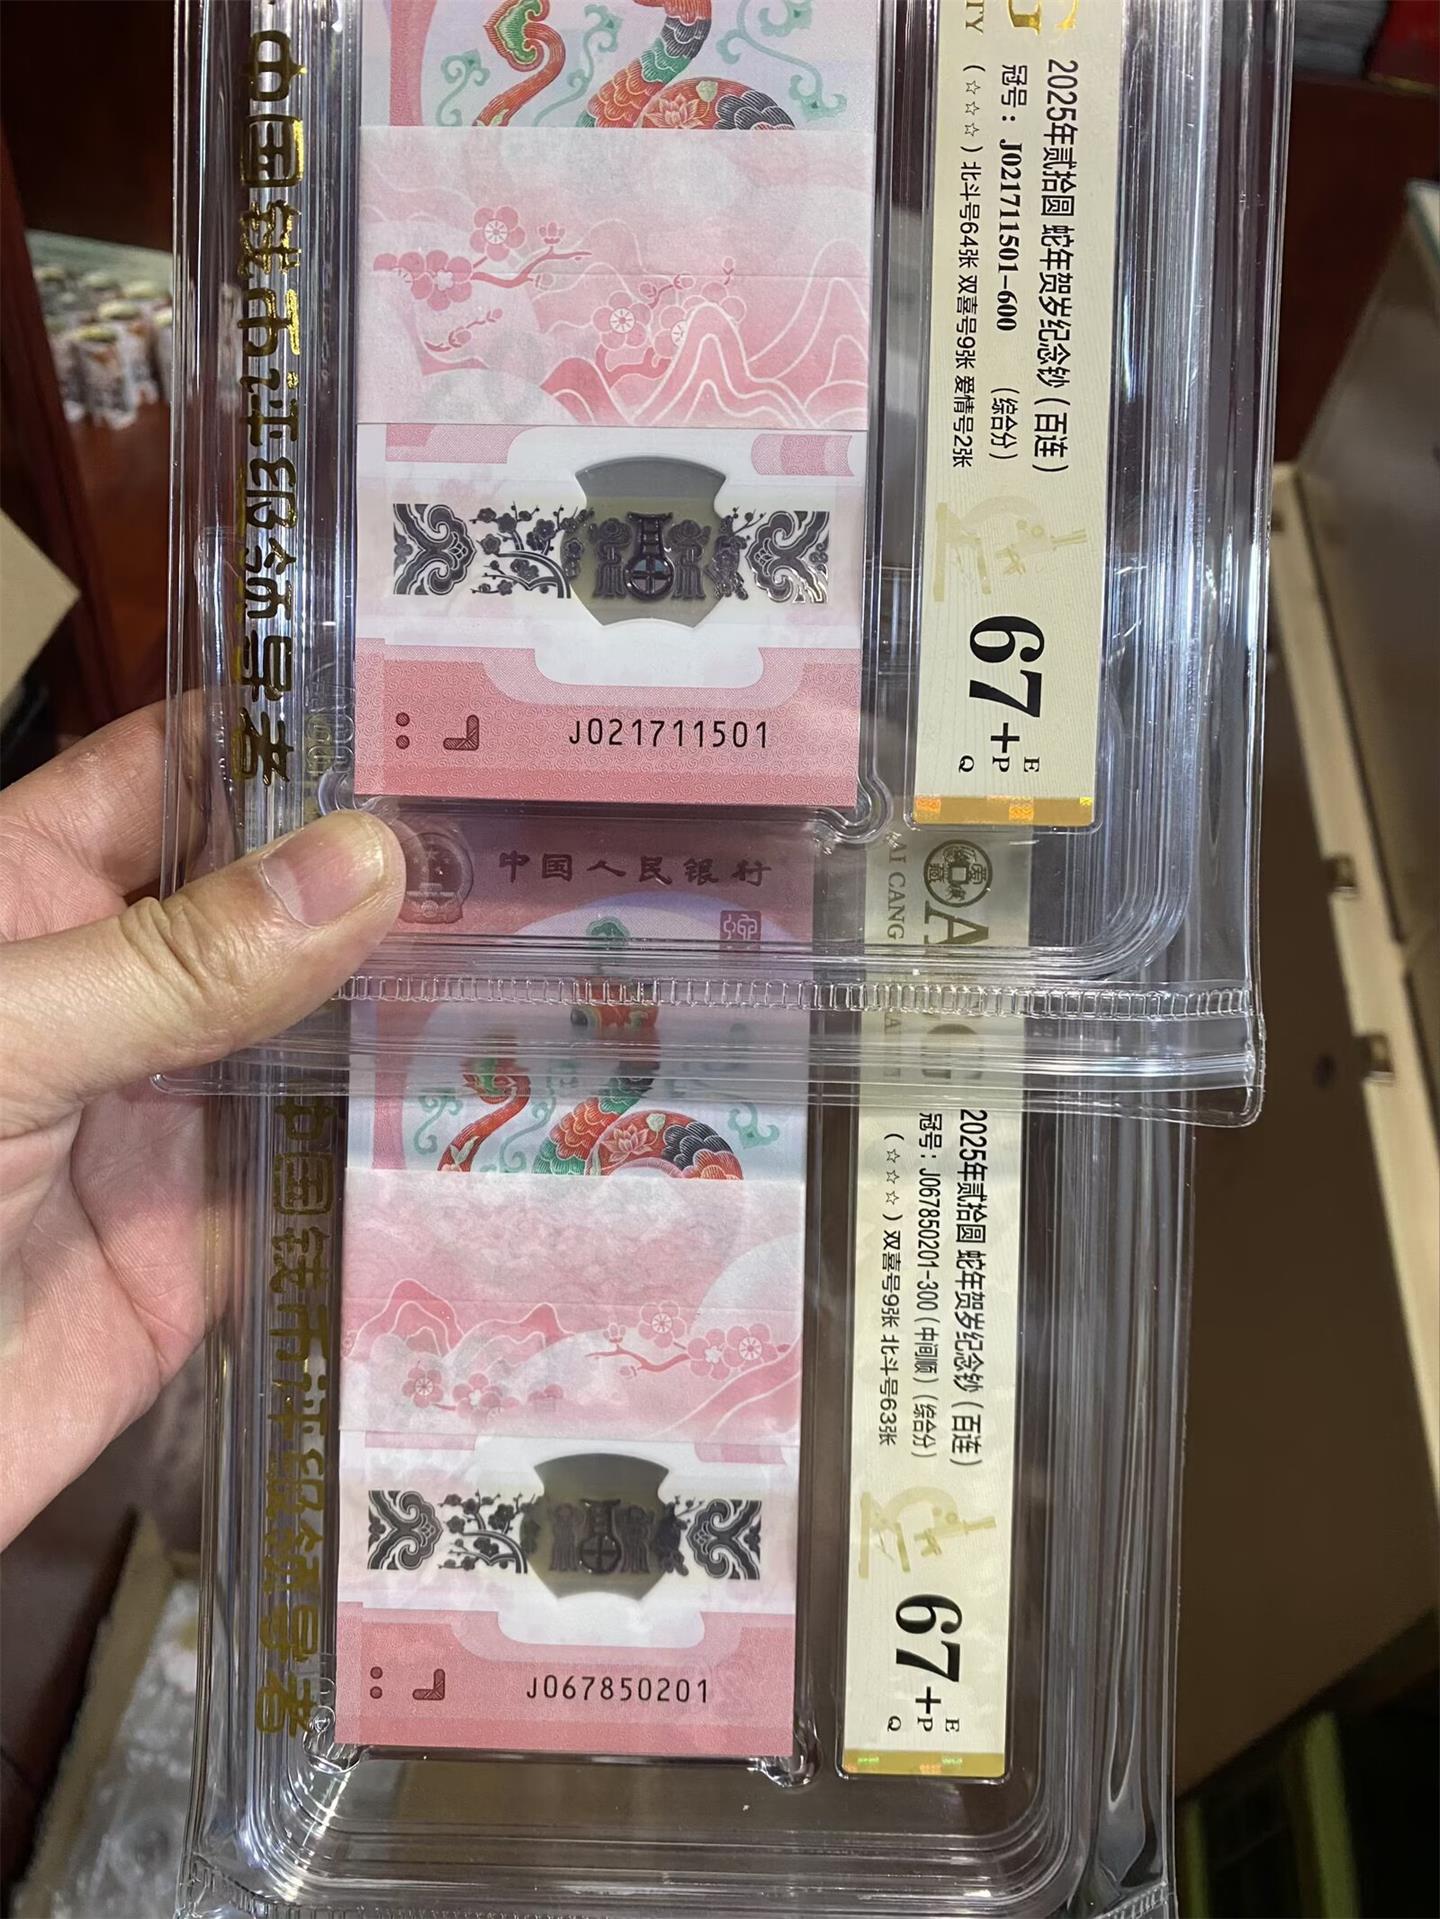 中国钱币评级领导者
2025年贰拾圆 蛇年贺岁纪念钞（百连）
冠号：J021711501-600 （综合分）
（☆☆☆）北斗号64张 双喜号9张 爱情号2张
67+
E
P
Q
TY
J021711501
中国人民银行
AI CANG
中国钱币评级领导者
2025年贰拾圆 蛇年贺岁纪念钞（百连）
冠号：J067850201-300（中间顺）（综合分）
（☆☆☆）双喜号9张 北斗号63张
67+
E
P
Q
J067850201